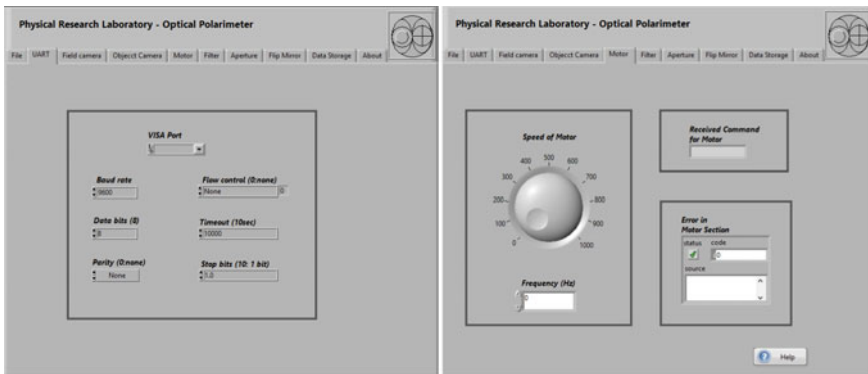 Physical Research Laboratory - Optical Polarimeter
File UART Field camera Objecct Camera Motor Filter Aperture Flip Mirror Data Storage About
VISA Port
Baud rate
9600
Flow control (0:none)
None 0
Data bits (8)
8
Timeout (10sec)
10000
Parity (0:none)
None
Stop bits (10: 1 bit)
1.0
Physical Research Laboratory - Optical Polarimeter
File UART Field camera Objecct Camera Motor Filter Aperture Flip Mirror Data Storage About
Speed of Motor
0 100 200 300 400 500 600 700 800 900 1000
Frequency (Hz)
0
Received Command
for Motor
Error in
Motor Section
status code
0
source
Help